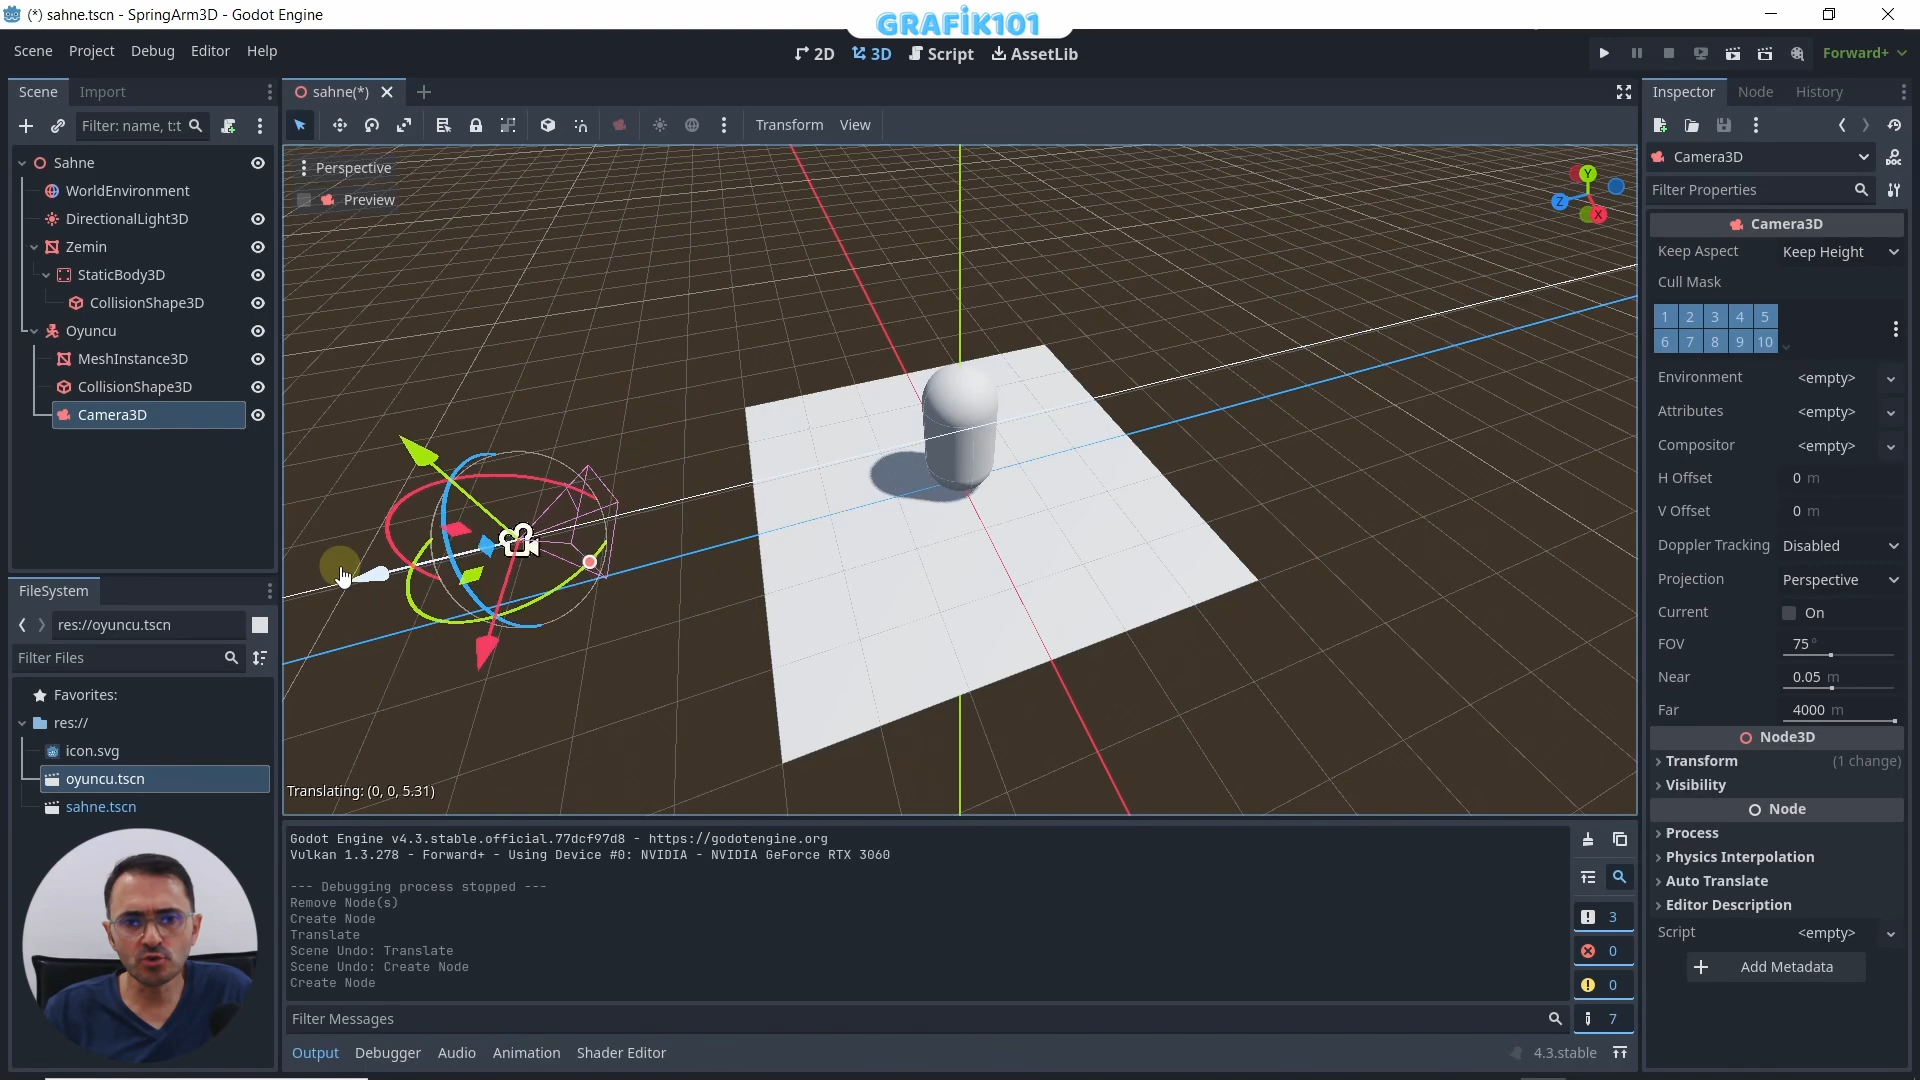 (*) sahne.tscn - SpringArm3D - Godot Engine
GRAFİK101
Scene Project Debug Editor Help
2D 3D Script AssetLib
Forward+
Scene Import
Filter: name, t:t
Sahne
WorldEnvironment
DirectionalLight3D
Zemin
StaticBody3D
CollisionShape3D
Oyuncu
MeshInstance3D
CollisionShape3D
Camera3D
FileSystem
res://oyuncu.tscn
Filter Files
Favorites:
res://
icon.svg
oyuncu.tscn
sahne.tscn
sahne(*)
Transform View
Perspective
Preview
Y
Z
X
Translating: (0, 0, 5.31)
Godot Engine v4.3.stable.official.77dcf97d8 - https://godotengine.org
Vulkan 1.3.278 - Forward+ - Using Device #0: NVIDIA - NVIDIA GeForce RTX 3060
--- Debugging process stopped ---
Remove Node(s)
Create Node
Translate
Scene Undo: Translate
Scene Undo: Create Node
Create Node
3
0
0
7
Filter Messages
Output Debugger Audio Animation Shader Editor
4.3.stable
Inspector Node History
Camera3D
DOC
Filter Properties
Camera3D
Keep Aspect Keep Height
Cull Mask
1 2 3 4 5
6 7 8 9 10
Environment <empty>
Attributes <empty>
Compositor <empty>
H Offset 0 m
V Offset 0 m
Doppler Tracking Disabled
Projection Perspective
Current On
FOV 75 °
Near 0.05 m
Far 4000 m
Node3D
Transform (1 change)
Visibility
Node
Process
Physics Interpolation
Auto Translate
Editor Description
Script <empty>
Add Metadata